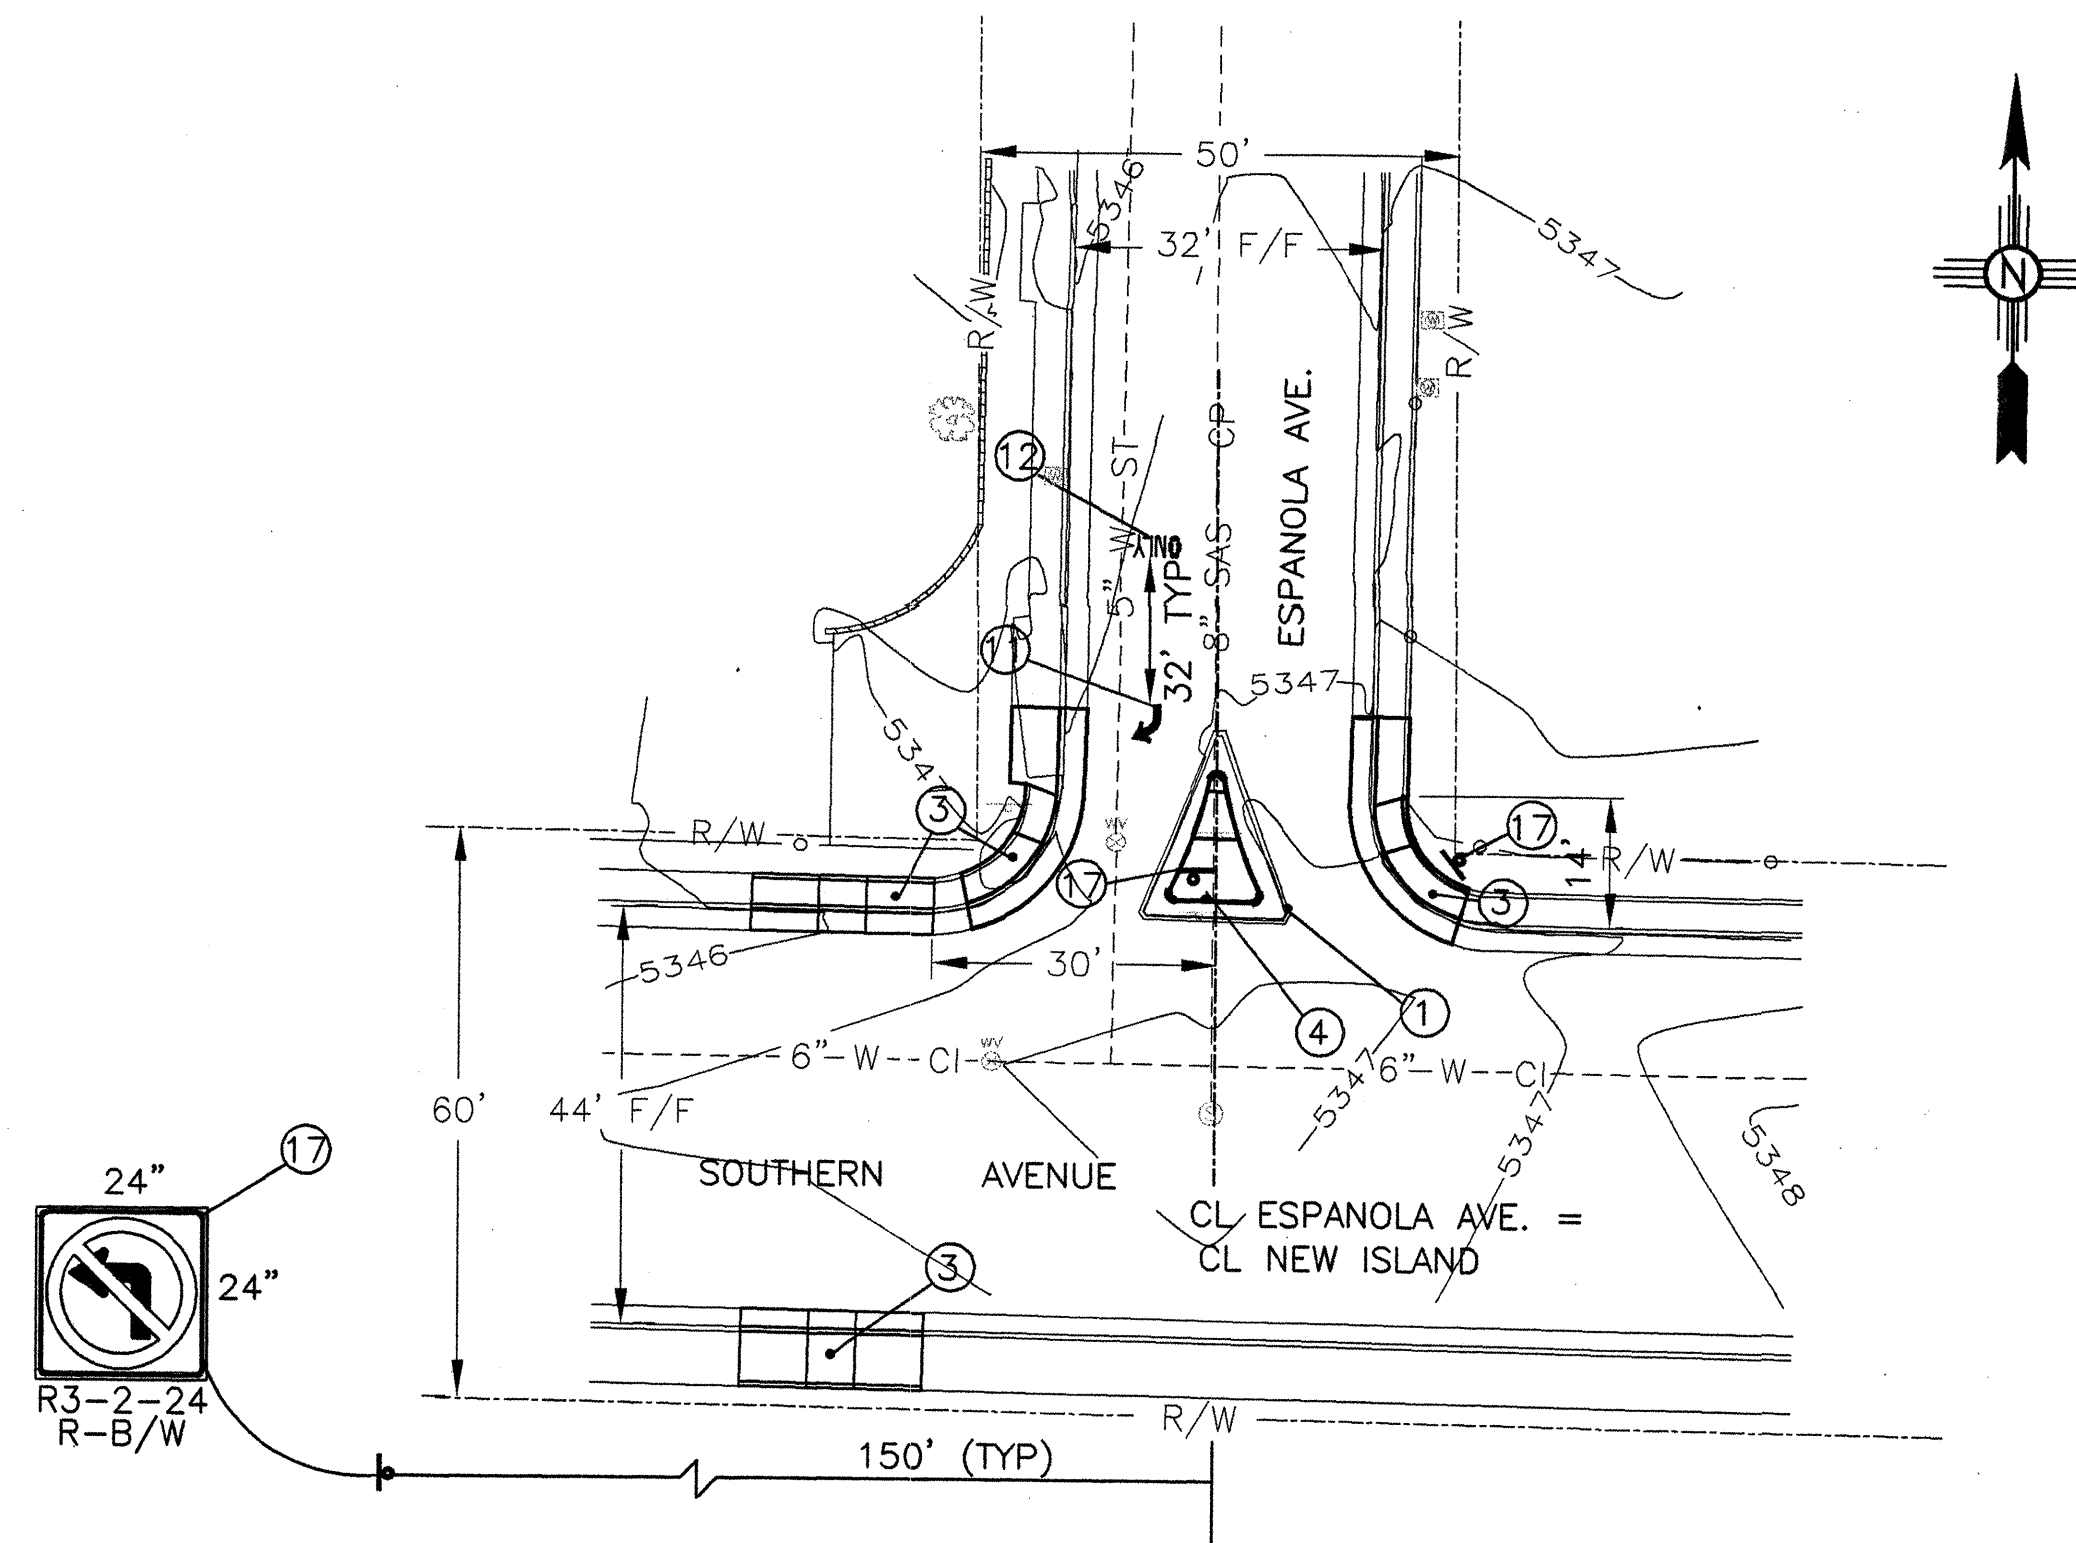 50'
N
5346
32' F/F
5347
R/W
R/W
12
ST
CP
ESPANOLA AVE.
W
ONLY
SAS
5"
32' TYP
8"
11
5347
5347
3
WV
17
R/W
14'
R/W
17
3
5346
30'
4
1
6" W CI
WV
5347
6" W CI
60'
44' F/F
S
5347
5348
17
SOUTHERN AVENUE
24"
CL ESPANOLA AVE. =
CL NEW ISLAND
24"
3
R3-2-24
R-B/W
R/W
150' (TYP)